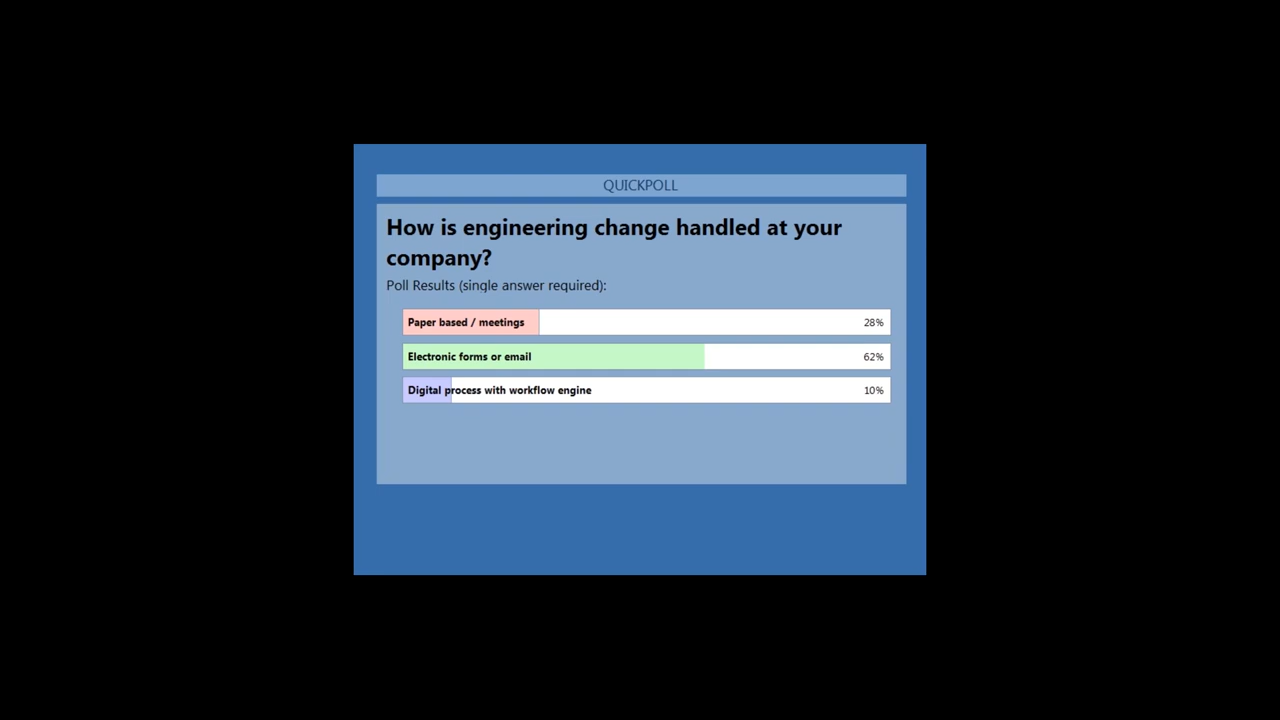 QUICKPOLL
How is engineering change handled at your
company?
Poll Results (single answer required):
Paper based / meetings 28%
Electronic forms or email 62%
Digital process with workflow engine 10%